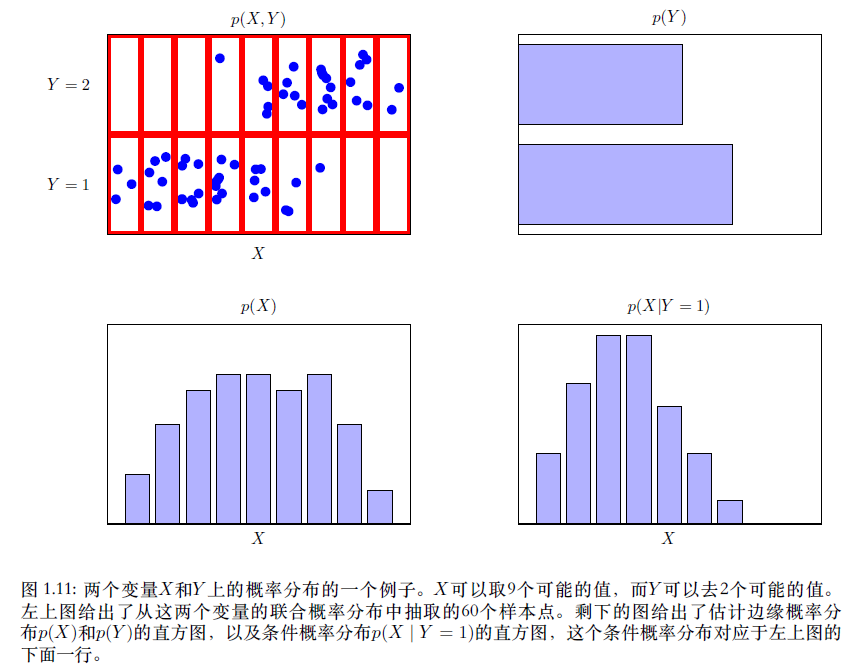 p(X, Y)
p(Y)
Y = 2
Y = 1
X
p(X)
p(X|Y = 1)
X
X
图 1.11: 两个变量X和Y上的概率分布的一个例子。X可以取9个可能的值，而Y可以去2个可能的值。
左上图给出了从这两个变量的联合概率分布中抽取的60个样本点。剩下的图给出了估计边缘概率分
布p(X)和p(Y)的直方图，以及条件概率分布p(X | Y = 1)的直方图，这个条件概率分布对应于左上图的
下面一行。